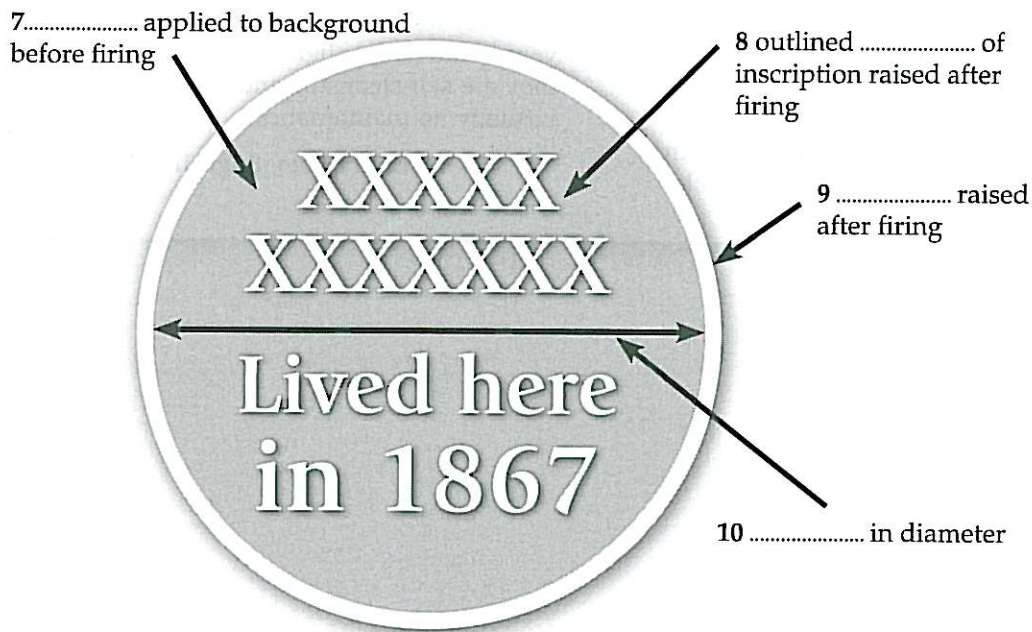 7..................... applied to background
before firing
8 outlined ..................... of
inscription raised after
firing
9 ..................... raised
after firing
XXXXX
XXXXXXX
Lived here
in 1867
10 ..................... in diameter